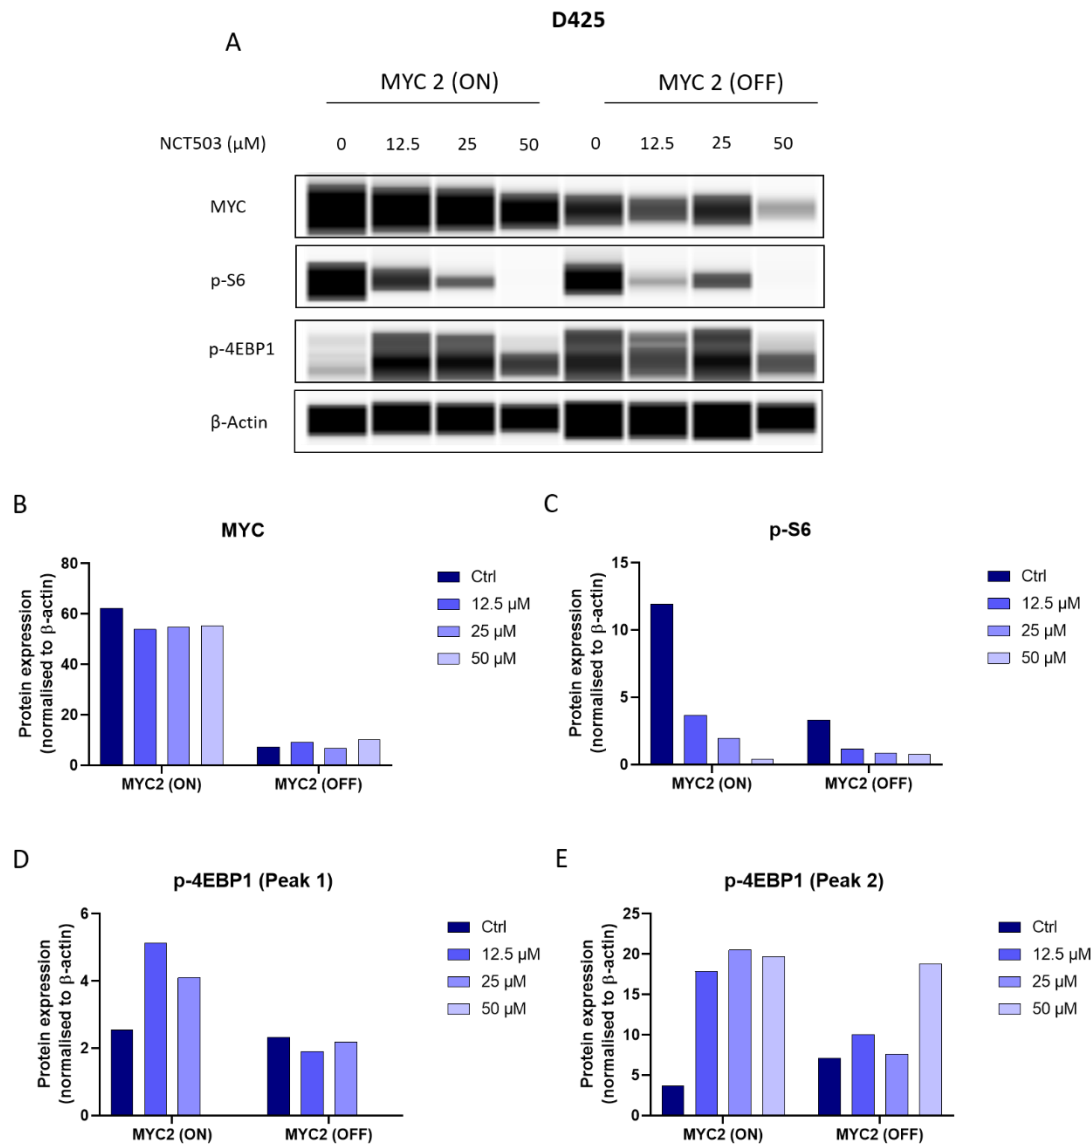 D425
A
MYC 2 (ON) MYC 2 (OFF)
NCT503 (µM) 0 12.5 25 50 0 12.5 25 50
MYC
p-S6
p-4EBP1
β-Actin
B
MYC
Protein expression
(normalised to β-actin)
80
60
40
20
0
MYC2 (ON) MYC2 (OFF)
Ctrl
12.5 µM
25 µM
50 µM
C
p-S6
Protein expression
(normalised to β-actin)
15
10
5
0
MYC2 (ON) MYC2 (OFF)
Ctrl
12.5 µM
25 µM
50 µM
D
p-4EBP1 (Peak 1)
Protein expression
(normalised to β-actin)
6
4
2
0
MYC2 (ON) MYC2 (OFF)
Ctrl
12.5 µM
25 µM
50 µM
E
p-4EBP1 (Peak 2)
Protein expression
(normalised to β-actin)
25
20
15
10
5
0
MYC2 (ON) MYC2 (OFF)
Ctrl
12.5 µM
25 µM
50 µM